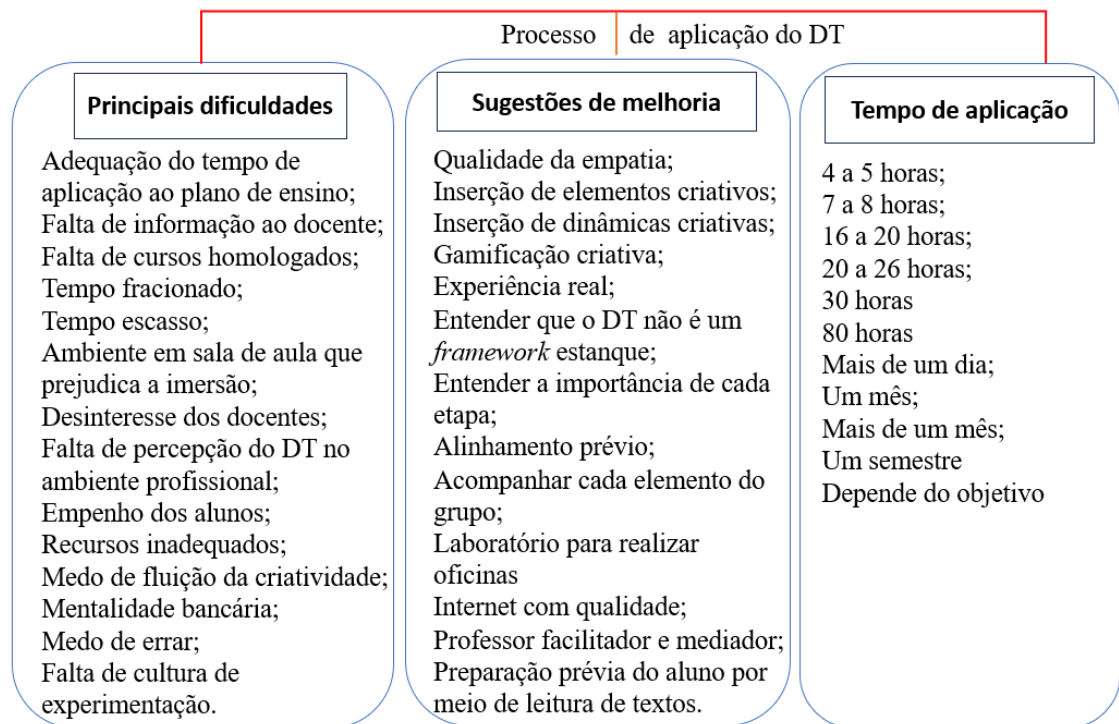 Processo de aplicação do DT
Principais dificuldades
Adequação do tempo de
aplicação ao plano de ensino;
Falta de informação ao docente;
Falta de cursos homologados;
Tempo fracionado;
Tempo escasso;
Ambiente em sala de aula que
prejudica a imersão;
Desinteresse dos docentes;
Falta de percepção do DT no
ambiente profissional;
Empenho dos alunos;
Recursos inadequados;
Medo de fluição da criatividade;
Mentalidade bancária;
Medo de errar;
Falta de cultura de
experimentação.
Sugestões de melhoria
Qualidade da empatia;
Inserção de elementos criativos;
Inserção de dinâmicas criativas;
Gamificação criativa;
Experiência real;
Entender que o DT não é um
framework estanque;
Entender a importância de cada
etapa;
Alinhamento prévio;
Acompanhar cada elemento do
grupo;
Laboratório para realizar
oficinas
Internet com qualidade;
Professor facilitador e mediador;
Preparação prévia do aluno por
meio de leitura de textos.
Tempo de aplicação
4 a 5 horas;
7 a 8 horas;
16 a 20 horas;
20 a 26 horas;
30 horas
80 horas
Mais de um dia;
Um mês;
Mais de um mês;
Um semestre
Depende do objetivo